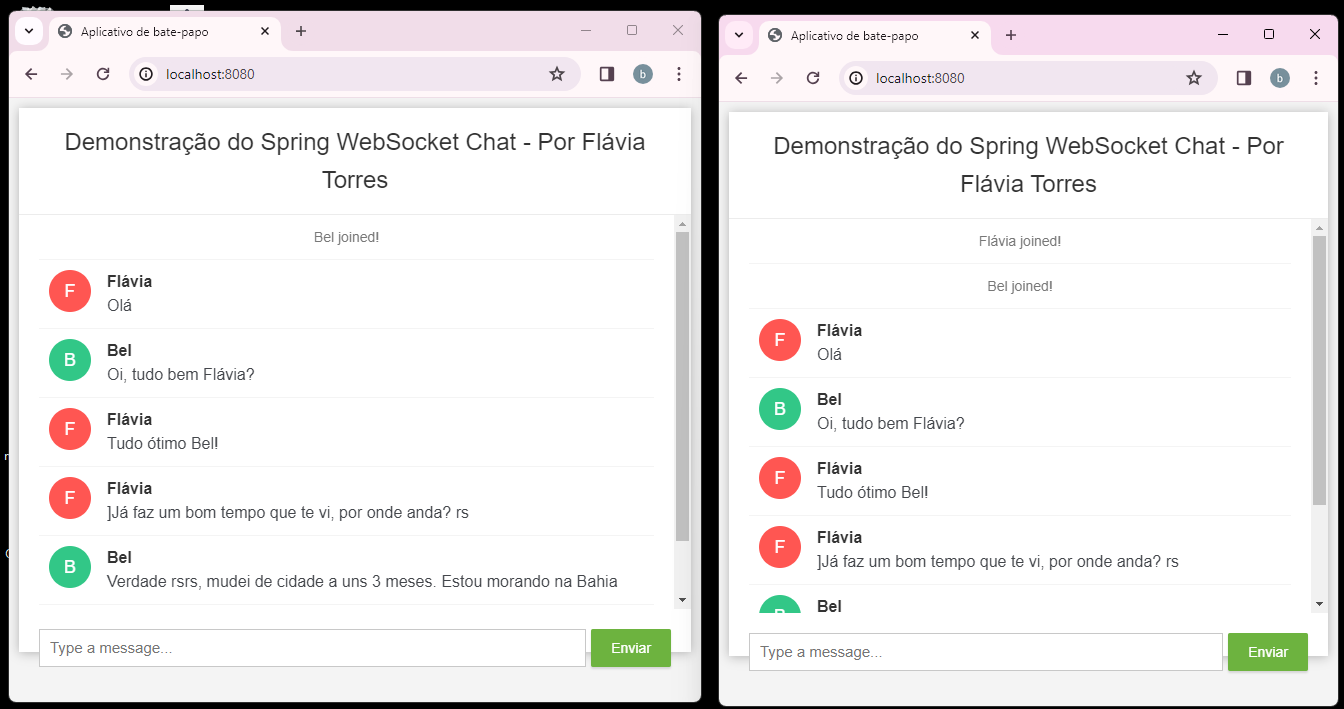 Aplicativo de bate-papo
localhost:8080
b
Demonstração do Spring WebSocket Chat - Por Flávia
Torres
Bel joined!
F
Flávia
Olá
B
Bel
Oi, tudo bem Flávia?
F
Flávia
Tudo ótimo Bel!
F
Flávia
]Já faz um bom tempo que te vi, por onde anda? rs
B
Bel
Verdade rsrs, mudei de cidade a uns 3 meses. Estou morando na Bahia
Type a message...
Enviar
Aplicativo de bate-papo
localhost:8080
b
Demonstração do Spring WebSocket Chat - Por
Flávia Torres
Flávia joined!
Bel joined!
F
Flávia
Olá
B
Bel
Oi, tudo bem Flávia?
F
Flávia
Tudo ótimo Bel!
F
Flávia
]Já faz um bom tempo que te vi, por onde anda? rs
B
Bel
Type a message...
Enviar